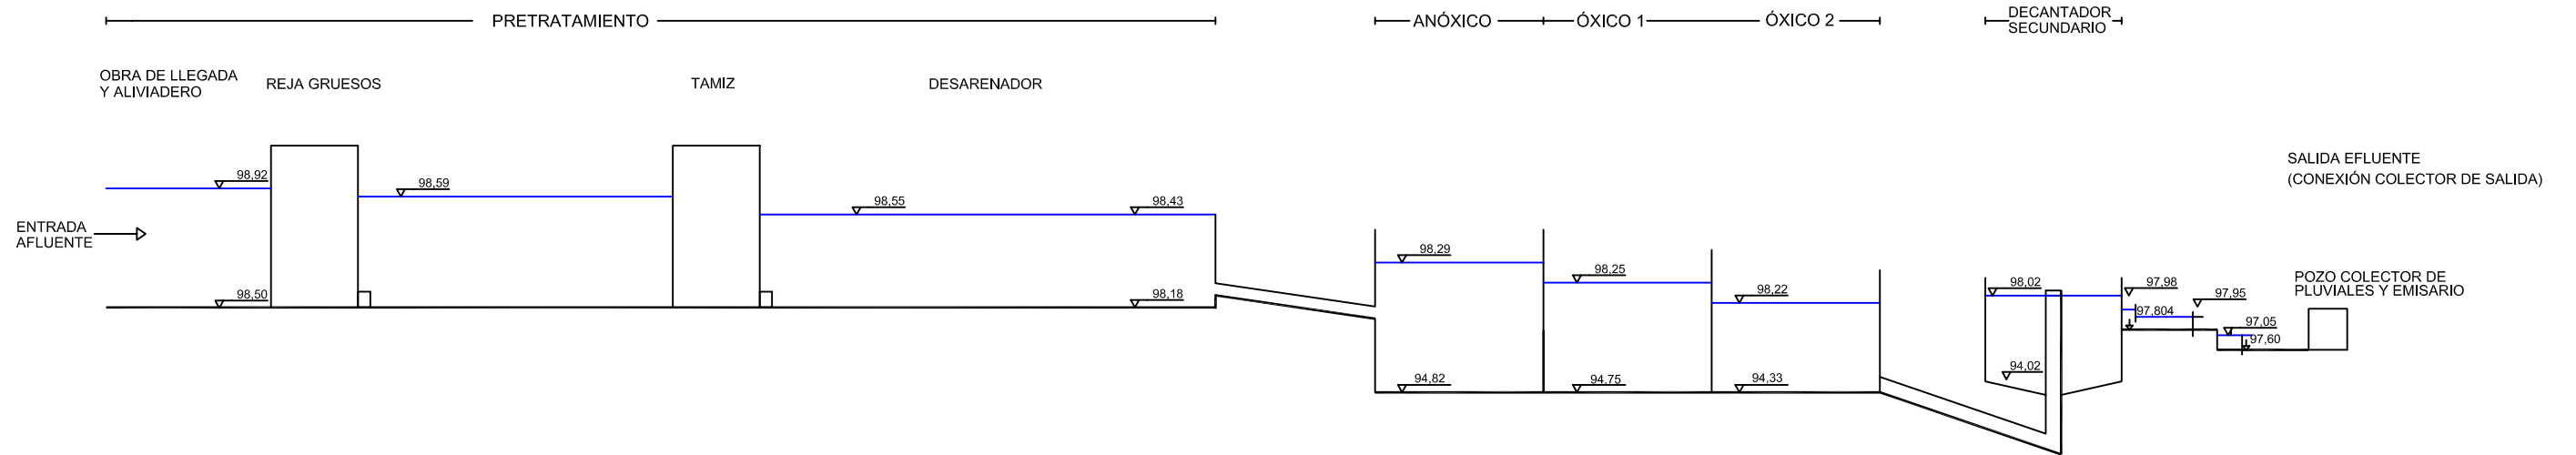 PRETRATAMIENTO
ANÓXICO
ÓXICO 1
ÓXICO 2
DECANTADOR
SECUNDARIO
OBRA DE LLEGADA
Y ALIVIADERO
REJA GRUESOS
TAMIZ
DESARENADOR
SALIDA EFLUENTE
(CONEXIÓN COLECTOR DE SALIDA)
98,92
98,59
98,55
98,43
ENTRADA
AFLUENTE
98,29
98,25
98,22
98,02
97,98
97,95
POZO COLECTOR DE
PLUVIALES Y EMISARIO
98,50
98,18
97,804
97,05
97,60
94,82
94,75
94,33
94,02